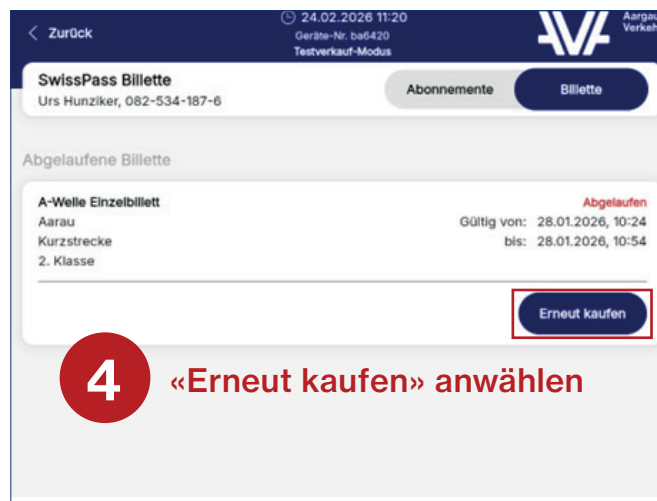 Zurück
24.02.2026 11:20
Geräte-Nr. ba6420
Testverkauf-Modus
AVA
SwissPass Billette
Urs Hunziker, 082-534-187-6
Abonnemente
Billette
Abgelaufene Billette
A-Welle Einzelbillett
Abgelaufen
Aarau
Gültig von: 28.01.2026, 10:24
Kurzstrecke
bis: 28.01.2026, 10:54
2. Klasse
Erneut kaufen
4 «Erneut kaufen» anwählen